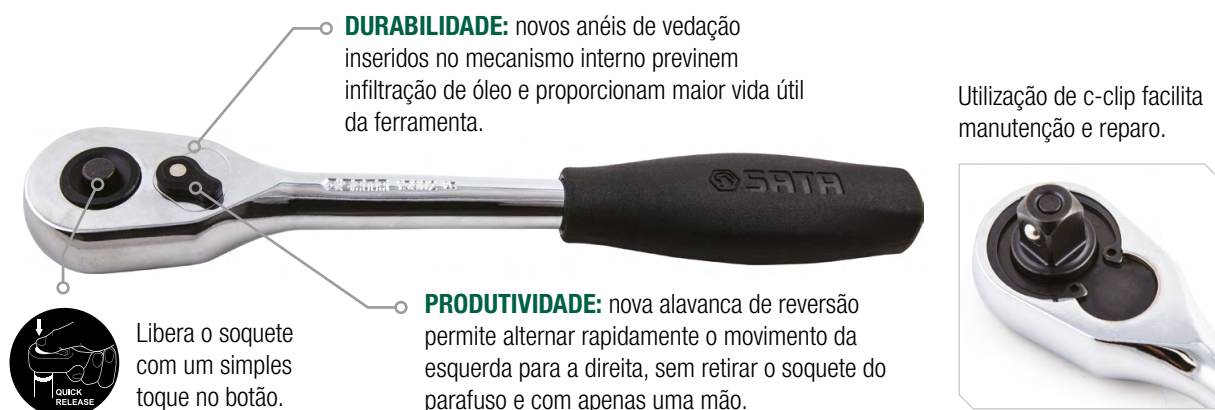 DURABILIDADE: novos anéis de vedação
inseridos no mecanismo interno previnem
infiltração de óleo e proporcionam maior vida útil
da ferramenta.
Utilização de c-clip facilita
manutenção e reparo.
SATA
PRODUTIVIDADE: nova alavanca de reversão
permite alternar rapidamente o movimento da
esquerda para a direita, sem retirar o soquete do
parafuso e com apenas uma mão.
Libera o soquete
com um simples
toque no botão.
QUICK
RELEASE